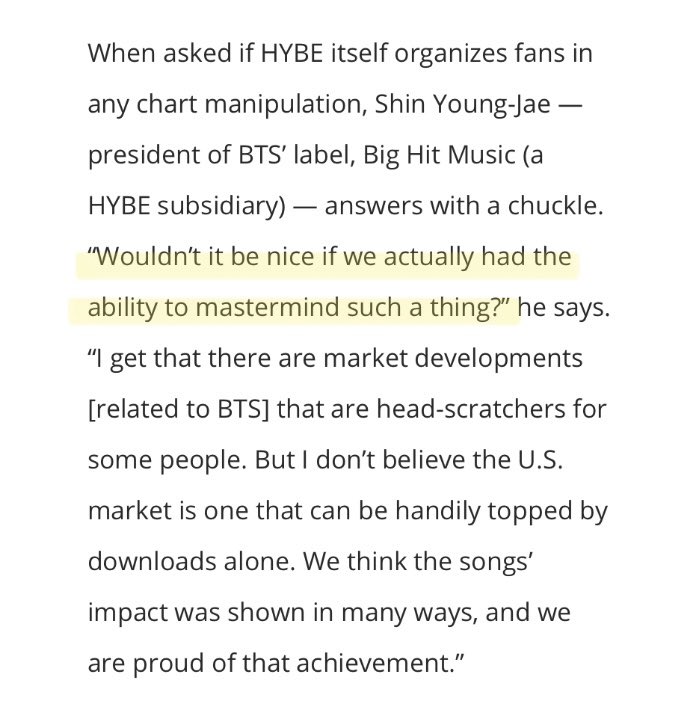 When asked if HYBE itself organizes fans in
any chart manipulation, Shin Young-Jae —
president of BTS’ label, Big Hit Music (a
HYBE subsidiary) — answers with a chuckle.
“Wouldn’t it be nice if we actually had the
ability to mastermind such a thing?” he says.
“I get that there are market developments
[related to BTS] that are head-scratchers for
some people. But I don’t believe the U.S.
market is one that can be handily topped by
downloads alone. We think the songs’
impact was shown in many ways, and we
are proud of that achievement.”